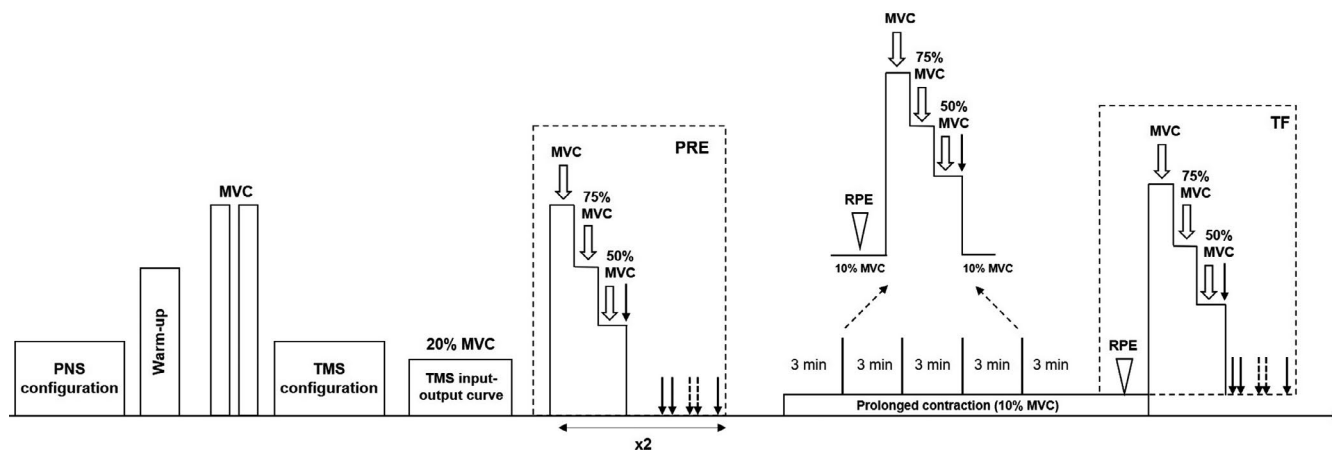 PNS
configuration
Warm-up
MVC
TMS
configuration
20% MVC
TMS input-
output curve
PRE
MVC
75%
MVC
50%
MVC
x2
MVC
75%
MVC
50%
MVC
RPE
10% MVC
10% MVC
3 min
3 min
3 min
3 min
3 min
Prolonged contraction (10% MVC)
TF
MVC
75%
MVC
50%
MVC
RPE